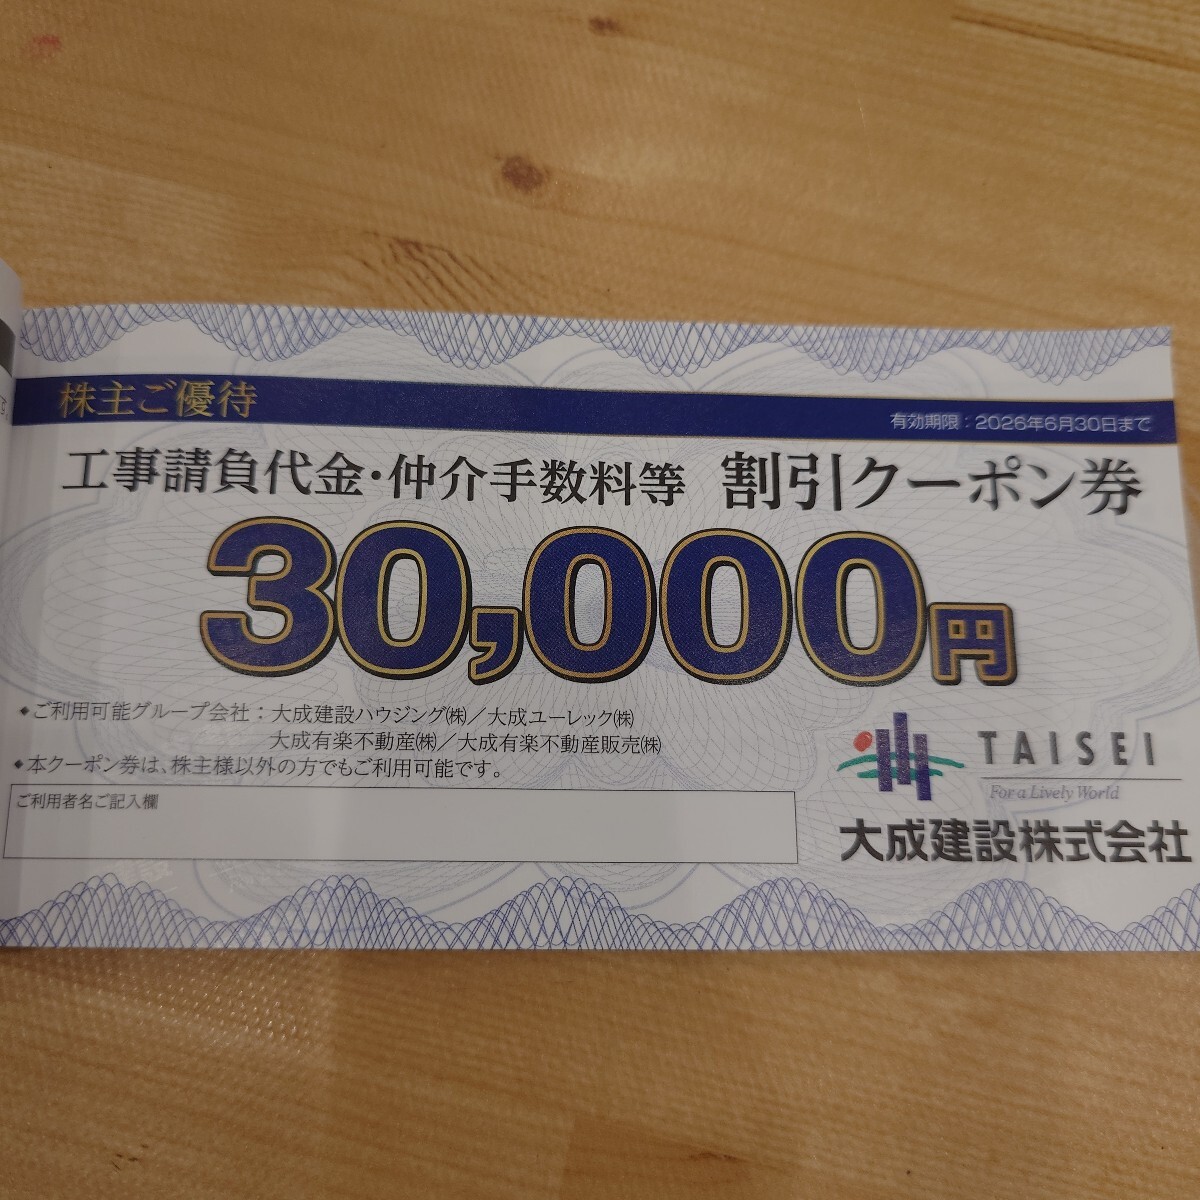 株主ご優待
有効期限：2026年6月30日まで
工事請負代金・仲介手数料等 割引クーポン券
30,000円
◆ご利用可能グループ会社：大成建設ハウジング㈱／大成ユーレック㈱
大成有楽不動産㈱／大成有楽不動産販売㈱
◆本クーポン券は、株主様以外の方でもご利用可能です。
ご利用者名ご記入欄
TAISEI
For a Lively World
大成建設株式会社